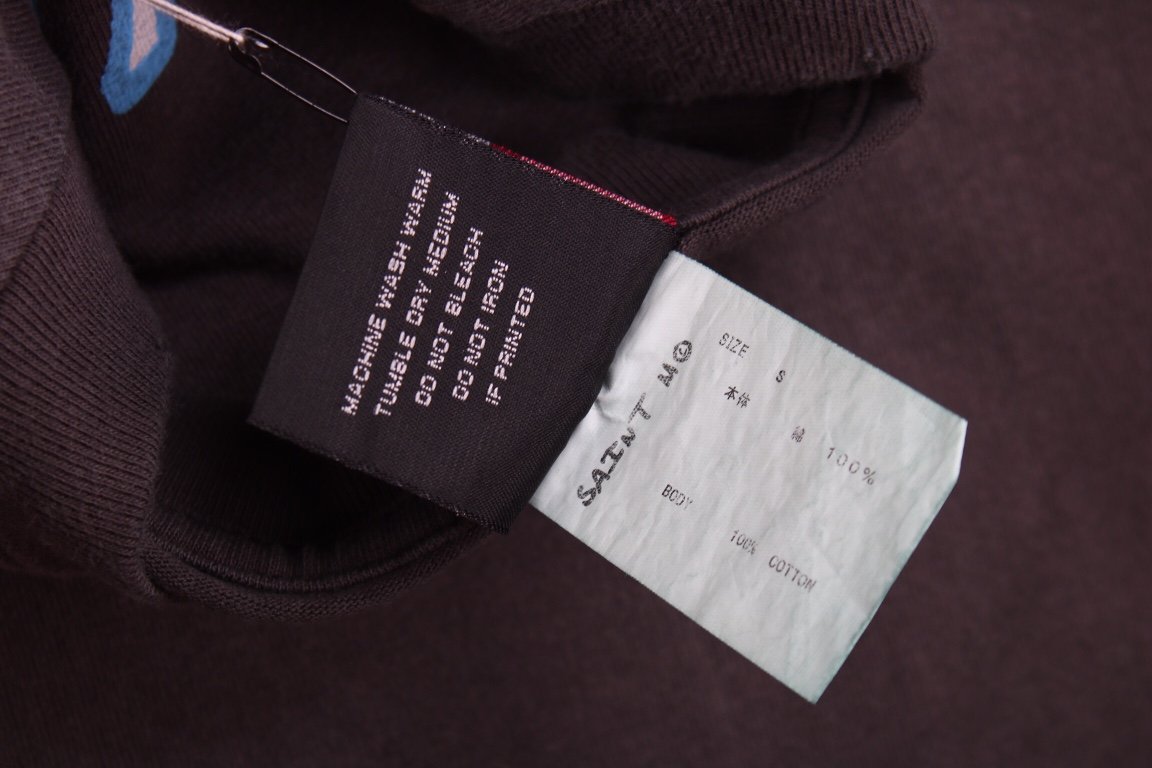 MACHINE WASH WARM
TUMBLE DRY MEDIUM
DO NOT BLEACH
DO NOT IRON
IF PRINTED
SAINT M©
SIZE S
本体
綿 100%
BODY
100% COTTON